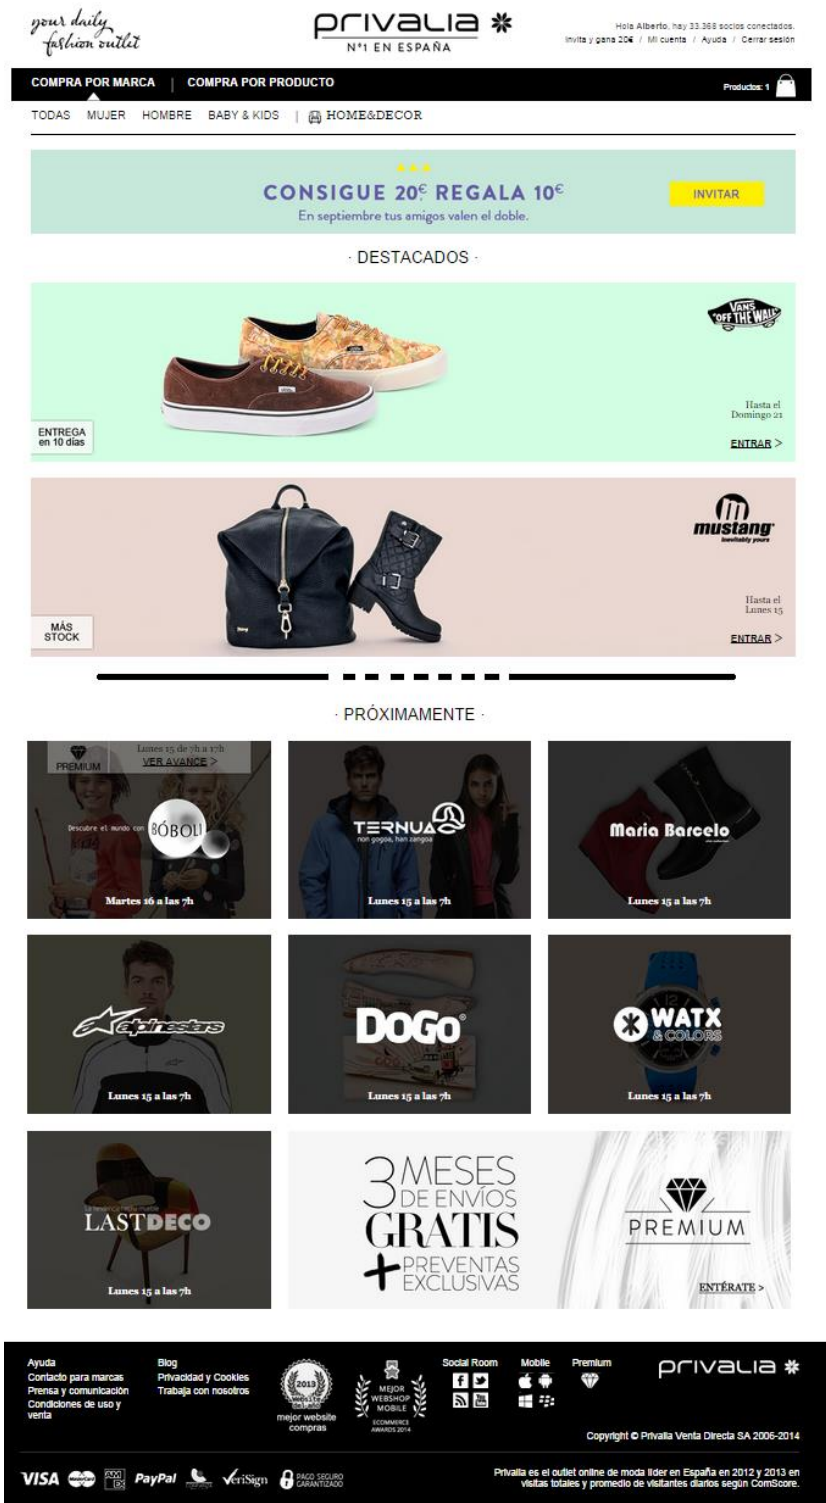 your daily
fashion outlet
privalia
Nº1 EN ESPAÑA
Hola Alberto, hay 33.368 socios conectados.
Invita y gana 20€ / Mi cuenta / Ayuda / Cerrar sesión
COMPRA POR MARCA | COMPRA POR PRODUCTO
Productos: 1
TODAS MUJER HOMBRE BABY & KIDS | HOME&DECOR
CONSIGUE 20€ REGALA 10€
En septiembre tus amigos valen el doble.
INVITAR
· DESTACADOS ·
VANS
"OFF THE WALL"
Hasta el
Domingo 21
ENTREGA
en 10 días
ENTRAR >
m
mustang
inevitably yours
Hasta el
Lunes 15
MÁS
STOCK
ENTRAR >
· PRÓXIMAMENTE ·
PREMIUM
Lunes 15 de 7h a 17h
VER AVANCE >
Descubre el mundo con BÓBOLI
Martes 16 a las 7h
TERNUA
non gogoa, han zangoa
Lunes 15 a las 7h
Maria Barcelo
Lunes 15 a las 7h
alpinestars
Lunes 15 a las 7h
DOGO®
Lunes 15 a las 7h
WATX
& COLORS
Lunes 15 a las 7h
LASTDECO
Lunes 15 a las 7h
3 MESES
DE ENVÍOS
GRATIS
+ PREVENTAS
EXCLUSIVAS
PREMIUM
ENTÉRATE >
Ayuda
Contacto para marcas
Prensa y comunicación
Condiciones de uso y
venta
Blog
Privacidad y Cookies
Trabaja con nosotros
2013
mejor website
compras
MEJOR
WEBSHOP
MOBILE
ECOMMERCE
AWARDS 2014
Social Room
Mobile
Premium
privalia
Copyright © Privalia Venta Directa SA 2006-2014
VISA MasterCard AM EX PayPal VeriSign PAGO SEGURO
GARANTIZADO
Privalia es el outlet online de moda líder en España en 2012 y 2013 en
visitas totales y promedio de visitantes diarios según ComScore.